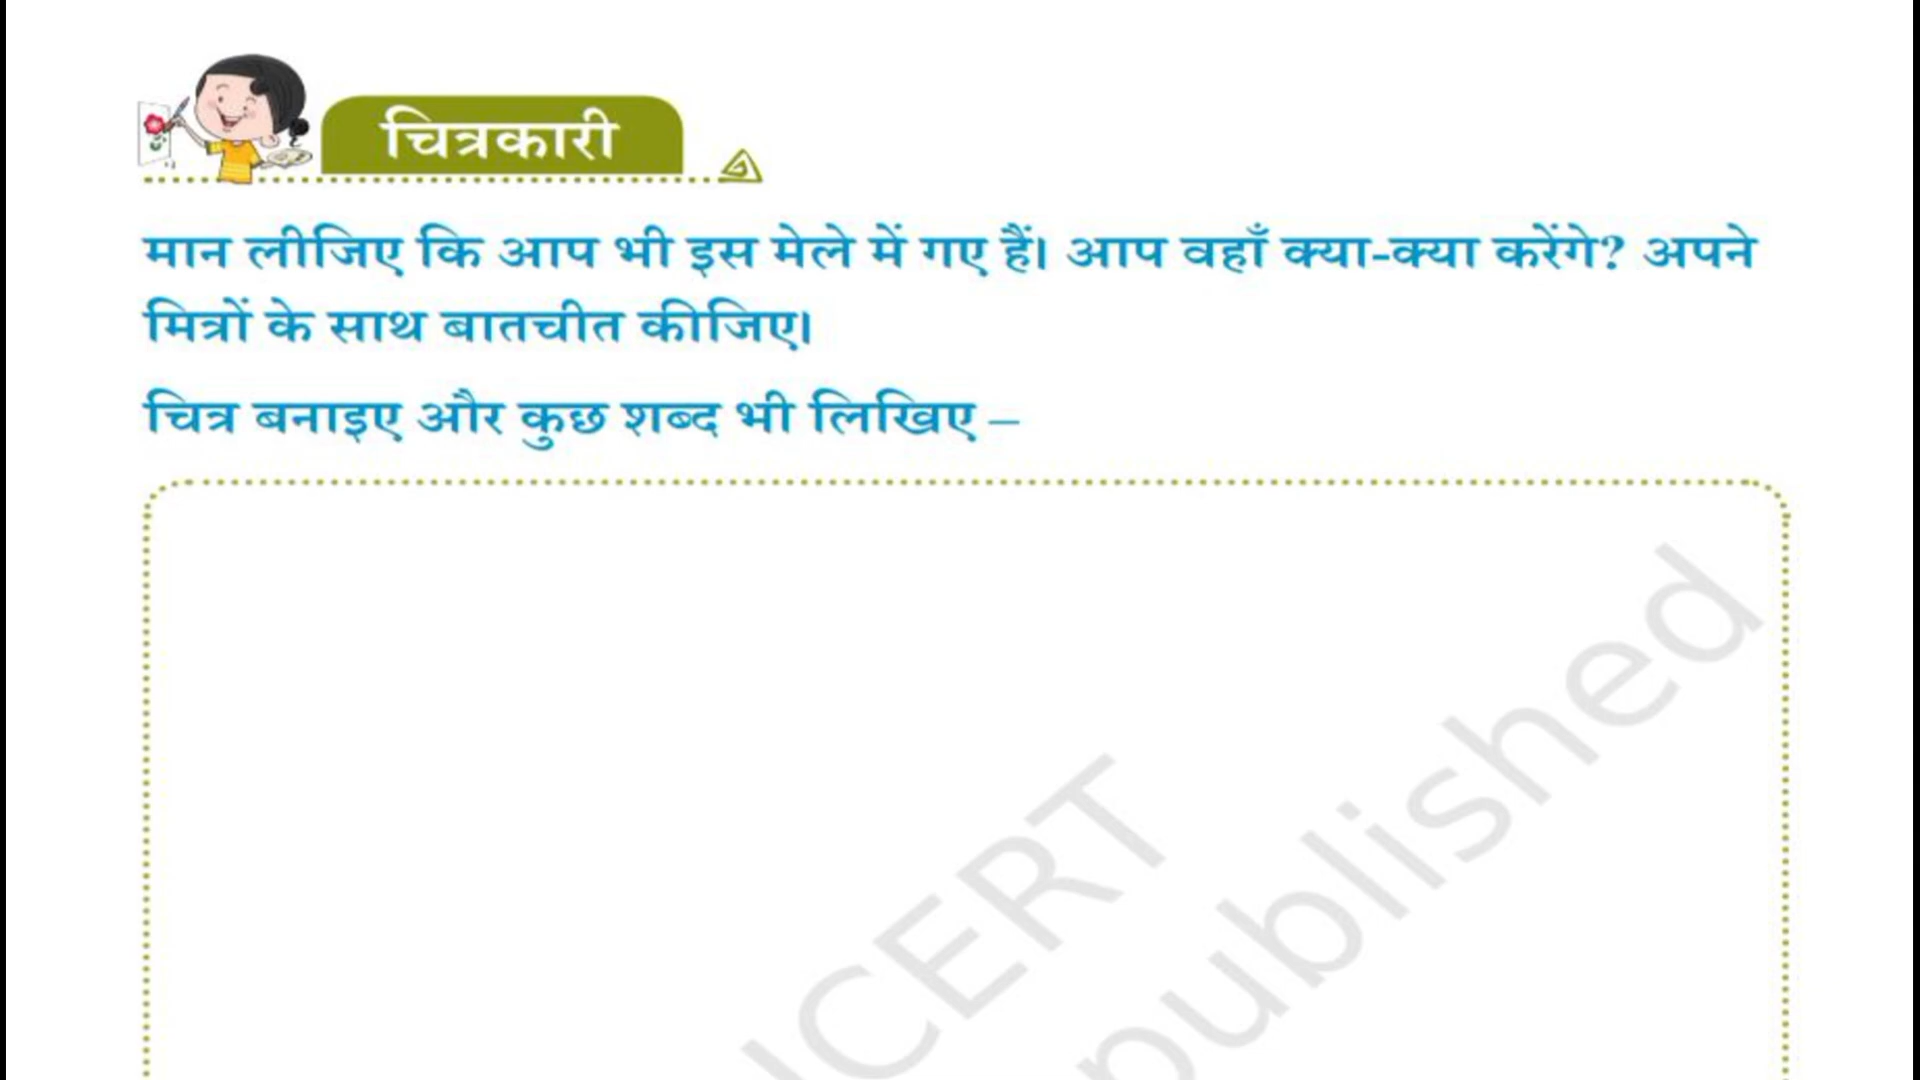 चित्रकारी
मान लीजिए कि आप भी इस मेले में गए हैं। आप वहाँ क्या-क्या करेंगे? अपने
मित्रों के साथ बातचीत कीजिए।
चित्र बनाइए और कुछ शब्द भी लिखिए –
NCERT
published